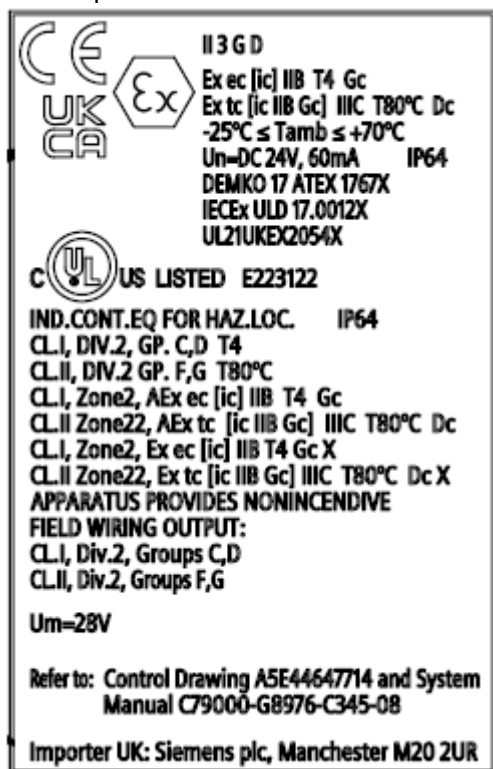 CE
UK
CA
Ex
II 3 G D
Ex ec [ic] IIB T4 Gc
Ex tc [ic IIB Gc] IIIC T80°C Dc
-25°C ≤ Tamb ≤ +70°C
Un=DC 24V, 60mA IP64
DEMKO 17 ATEX 1767X
IECEx ULD 17.0012X
UL21UKEX2054X
C UL US LISTED E223122
IND.CONT.EQ FOR HAZ.LOC. IP64
CL.I, DIV.2, GP. C,D T4
CL.II, DIV.2 GP. F,G T80°C
CL.I, Zone2, AEx ec [ic] IIB T4 Gc
CL.II Zone22, AEx tc [ic IIB Gc] IIIC T80°C Dc
CL.I, Zone2, Ex ec [ic] IIB T4 Gc X
CL.II Zone22, Ex tc [ic IIB Gc] IIIC T80°C Dc X
APPARATUS PROVIDES NONINCENDIVE
FIELD WIRING OUTPUT:
CL.I, Div.2, Groups C,D
CL.II, Div.2, Groups F,G
Um=28V
Refer to: Control Drawing A5E44647714 and System
Manual C79000-G8976-C345-08
Importer UK: Siemens plc, Manchester M20 2UR